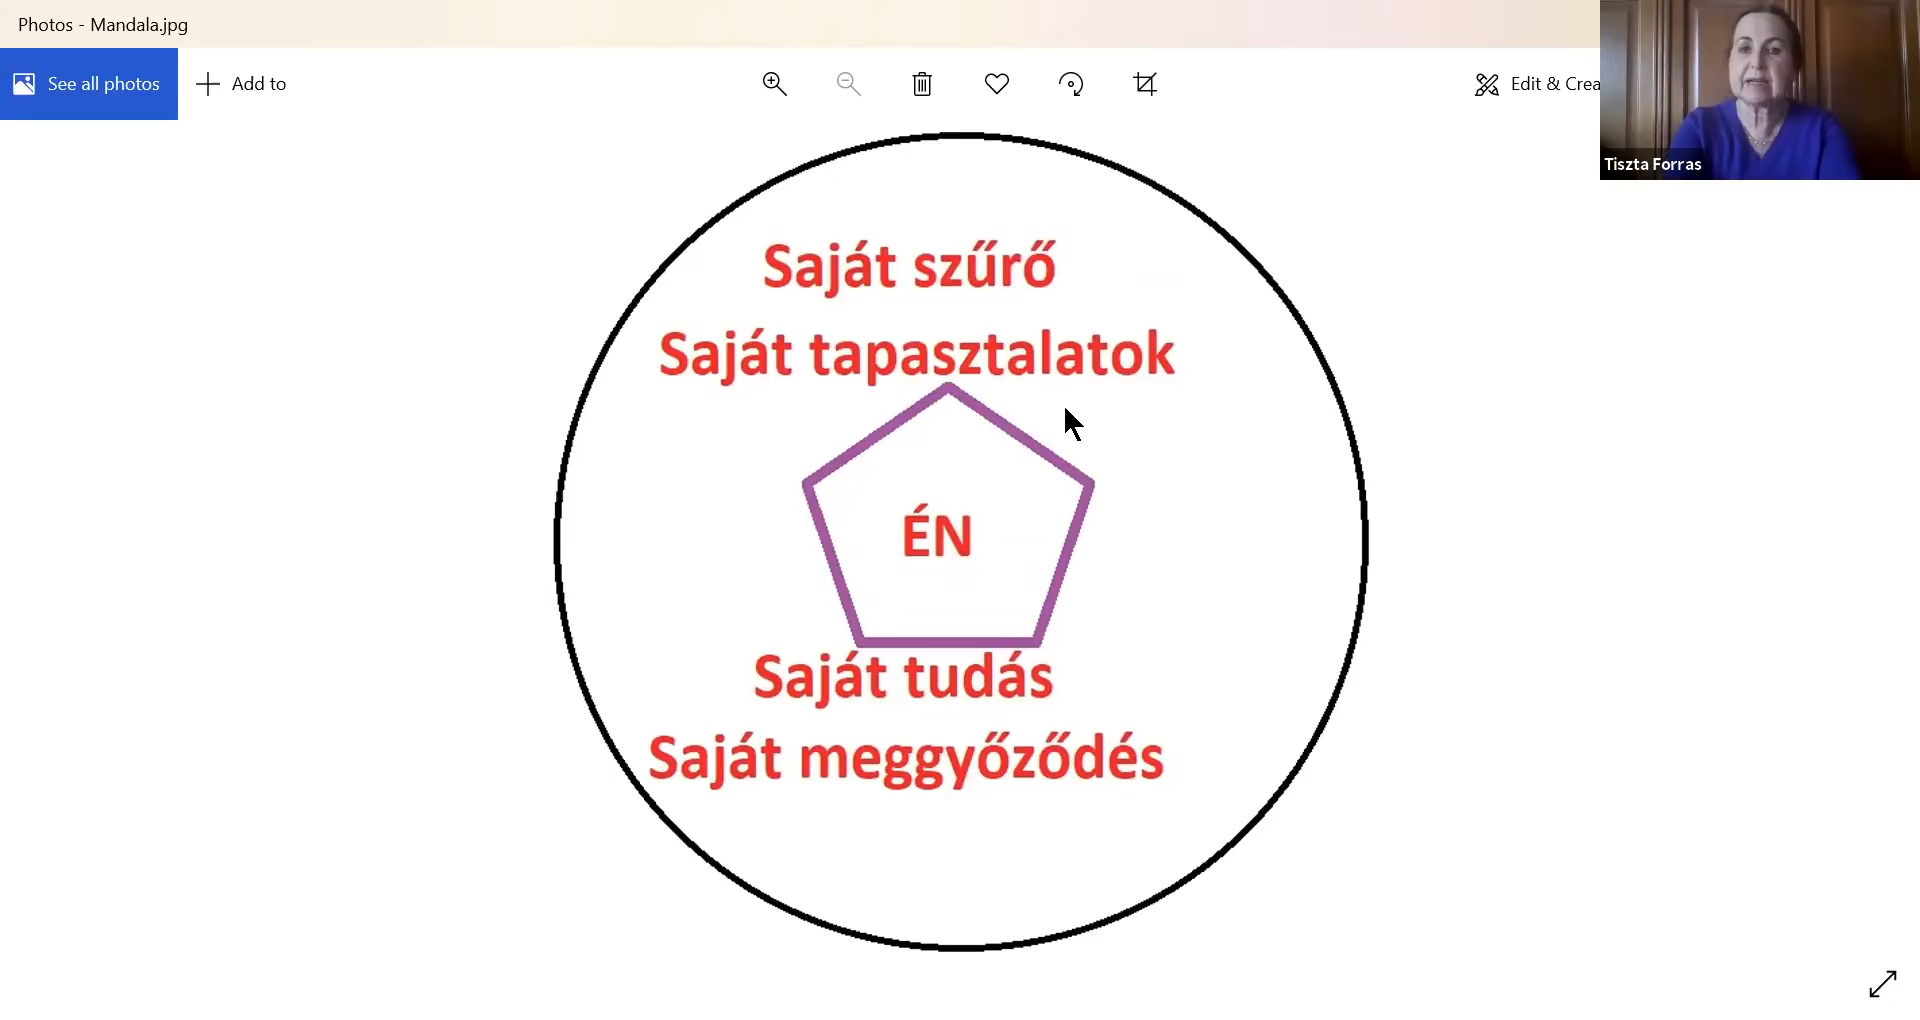 Photos - Mandala.jpg
See all photos
Add to
Edit & Crea
Tiszta Forras
Saját szűrő
Saját tapasztalatok
ÉN
Saját tudás
Saját meggyőződés